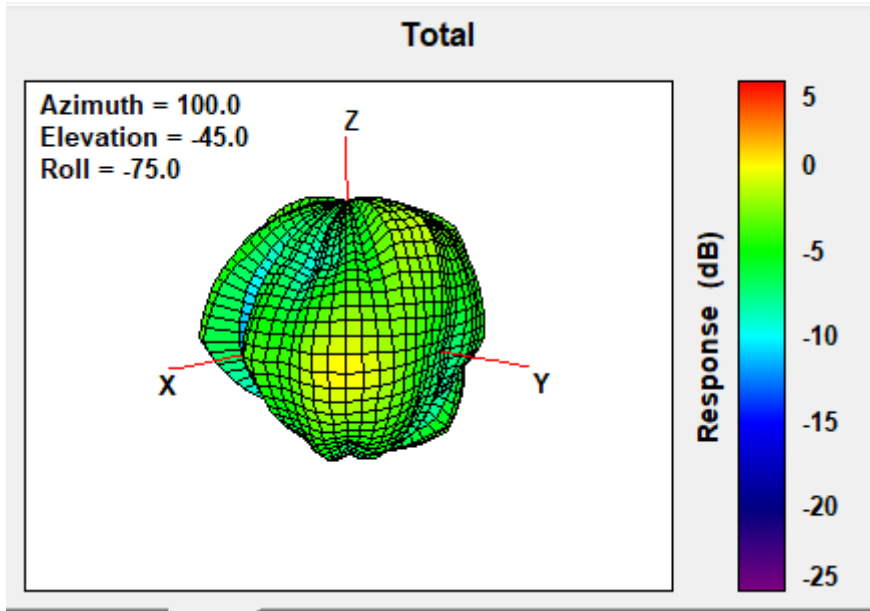 Total
Azimuth = 100.0
Elevation = -45.0
Roll = -75.0
Z
X
Y
Response (dB)
5
0
-5
-10
-15
-20
-25